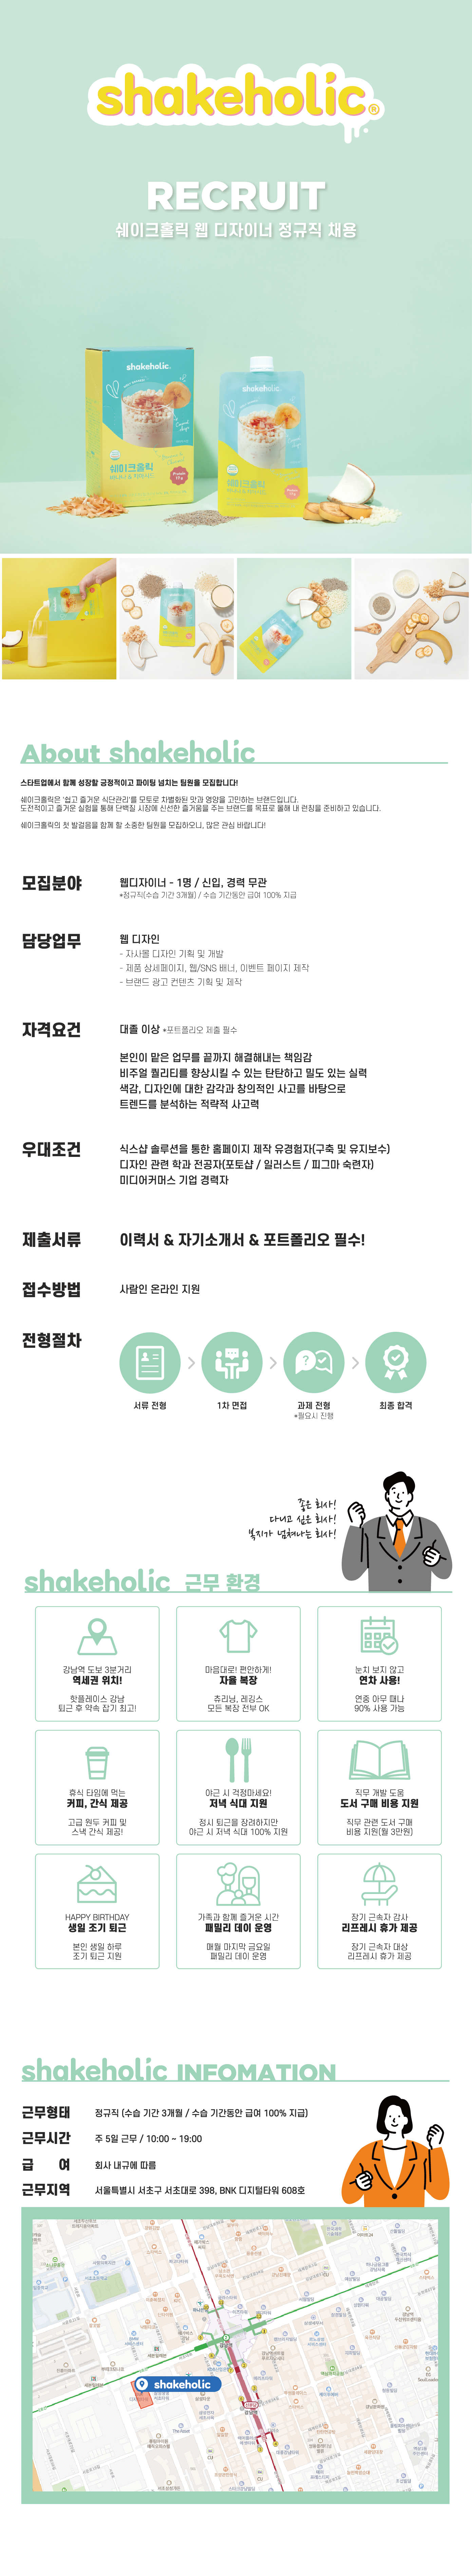 shakeholic®
RECRUIT
쉐이크홀릭 웹 디자이너 정규직 채용
shakeholic.
쉐이크홀릭
shakeholic.
쉐이크홀릭
About shakeholic
스타트업에서 함께 성장할 긍정적이고 파이팅 넘치는 팀원을 모집합니다!
쉐이크홀릭은 '쉽고 즐거운 식단관리'를 모토로 차별화된 맛과 영양을 고민하는 브랜드입니다.
도전적이고 즐거운 실험을 통해 단백질 시장에 신선한 즐거움을 주는 브랜드를 목표로 올해 내 런칭을 준비하고 있습니다.
쉐이크홀릭의 첫 발걸음을 함께 할 소중한 팀원을 모집하오니, 많은 관심 바랍니다!
모집분야
웹디자이너 - 1명 / 신입, 경력 무관
*정규직(수습 기간 3개월) / 수습 기간동안 급여 100% 지급
담당업무
웹 디자인
- 자사몰 디자인 기획 및 개발
- 제품 상세페이지, 웹/SNS 배너, 이벤트 페이지 제작
- 브랜드 광고 컨텐츠 기획 및 제작
자격요건
대졸 이상 *포트폴리오 제출 필수
본인이 맡은 업무를 끝까지 해결해내는 책임감
비주얼 퀄리티를 향상시킬 수 있는 탄탄하고 밀도 있는 실력
색감, 디자인에 대한 감각과 창의적인 사고를 바탕으로
트렌드를 분석하는 적략적 사고력
우대조건
식스샵 솔루션을 통한 홈페이지 제작 유경험자(구축 및 유지보수)
디자인 관련 학과 전공자(포토샵 / 일러스트 / 피그마 숙련자)
미디어커머스 기업 경력자
제출서류
이력서 & 자기소개서 & 포트폴리오 필수!
접수방법
사람인 온라인 지원
전형절차
서류 전형
1차 면접
과제 전형
*필요시 진행
최종 합격
좋은 회사!
다니고 싶은 회사!
복지가 넘쳐나는 회사!
shakeholic 근무 환경
강남역 도보 3분거리
역세권 위치!
핫플레이스 강남
퇴근 후 약속 잡기 최고!
마음대로! 편안하게!
자율 복장
츄리닝, 레깅스
모든 복장 전부 OK
눈치 보지 않고
연차 사용!
연중 아무 때나
90% 사용 가능
휴식 타임에 먹는
커피, 간식 제공
고급 원두 커피 및
스낵 간식 제공!
야근 시 걱정마세요!
저녁 식대 지원
정시 퇴근을 장려하지만
야근 시 저녁 식대 100% 지원
직무 개발 도움
도서 구매 비용 지원
직무 관련 도서 구매
비용 지원(월 3만원)
HAPPY BIRTHDAY
생일 조기 퇴근
본인 생일 하루
조기 퇴근 지원
가족과 함께 즐거운 시간
패밀리 데이 운영
매월 마지막 금요일
패밀리 데이 운영
장기 근속자 감사
리프레시 휴가 제공
장기 근속자 대상
리프레시 휴가 제공
shakeholic INFOMATION
근무형태
정규직 (수습 기간 3개월 / 수습 기간동안 급여 100% 지급)
근무시간
주 5일 근무 / 10:00 ~ 19:00
급 여
회사 내규에 따름
근무지역
서울특별시 서초구 서초대로 398, BNK 디지털타워 608호
shakeholic